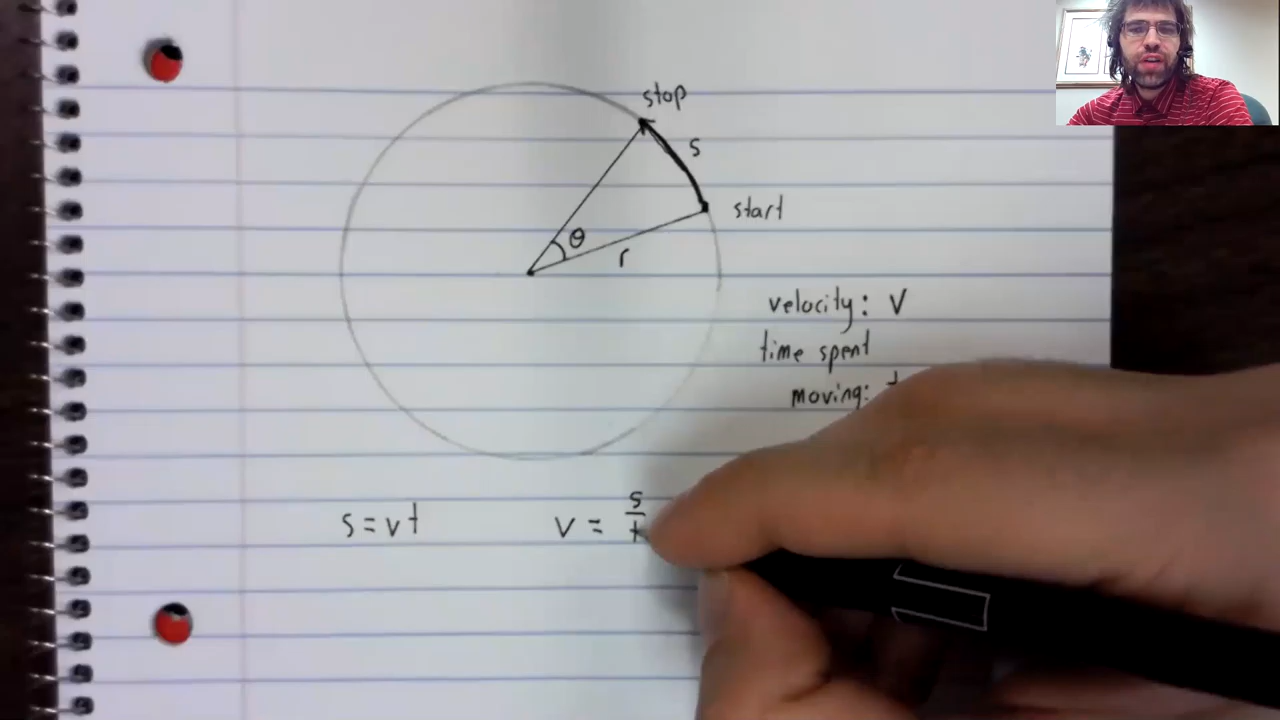 stop
s
start
θ
r
velocity: v
time spent
moving: t
s = vt
v = s/t